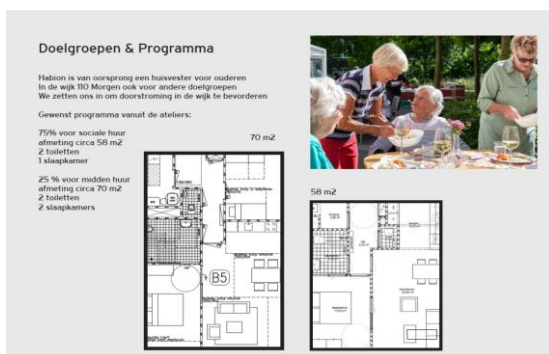 Doelgroepen & Programma
Habion is van oorsprong een huisvester voor ouderen
In de wijk 110 Morgen ook voor andere doelgroepen
We zetten ons in om doorstroming in de wijk te bevorderen
Gewenst programma vanuit de ateliers:
75% voor sociale huur
afmeting circa 58 m2
2 toiletten
1 slaapkamer
25 % voor midden huur
afmeting circa 70 m2
2 toiletten
2 slaapkamers
70 m2
B5
58 m2